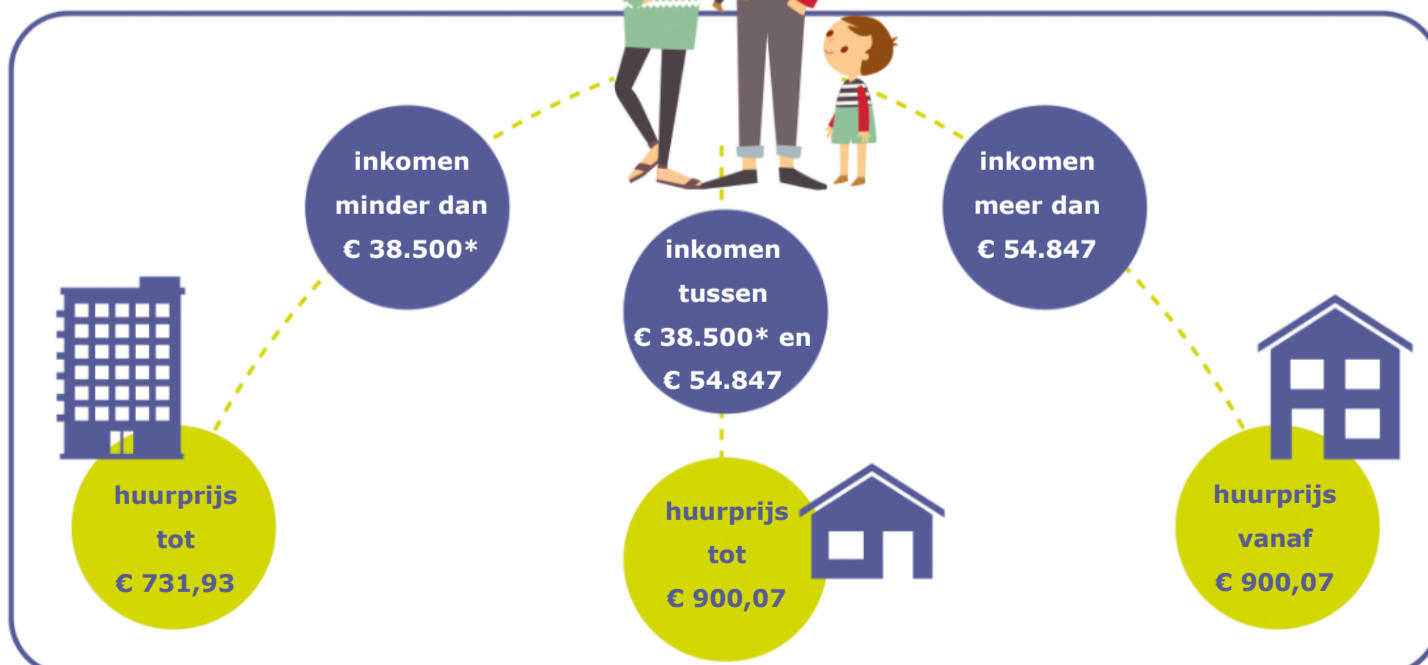 inkomen
minder dan
€ 38.500*
inkomen
tussen
€ 38.500* en
€ 54.847
inkomen
meer dan
€ 54.847
huurprijs
tot
€ 731,93
huurprijs
tot
€ 900,07
huurprijs
vanaf
€ 900,07